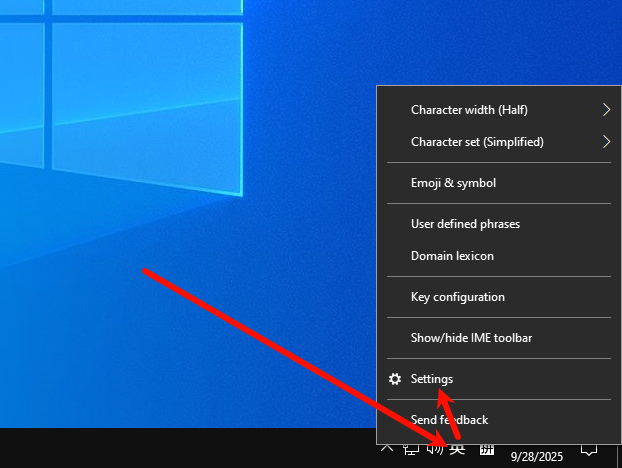 Character width (Half)
Character set (Simplified)
Emoji & symbol
User defined phrases
Domain lexicon
Key configuration
Show/hide IME toolbar
Settings
Send feedback
英 拼
9/28/2025